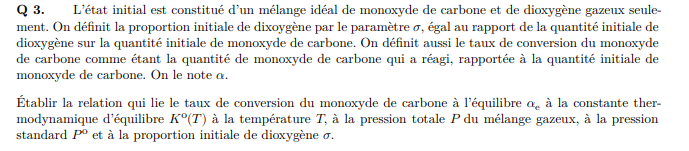 Q 3. L'état initial est constitué d'un mélange idéal de monoxyde de carbone et de dioxygène gazeux seule-
ment. On définit la proportion initiale de dixoygène par le paramètre σ, égal au rapport de la quantité initiale de
dioxygène sur la quantité initiale de monoxyde de carbone. On définit aussi le taux de conversion du monoxyde
de carbone comme étant la quantité de monoxyde de carbone qui a réagi, rapportée à la quantité initiale de
monoxyde de carbone. On le note α.
Établir la relation qui lie le taux de conversion du monoxyde de carbone à l'équilibre αₑ à la constante ther-
modynamique d'équilibre K°(T) à la température T, à la pression totale P du mélange gazeux, à la pression
standard P° et à la proportion initiale de dioxygène σ.